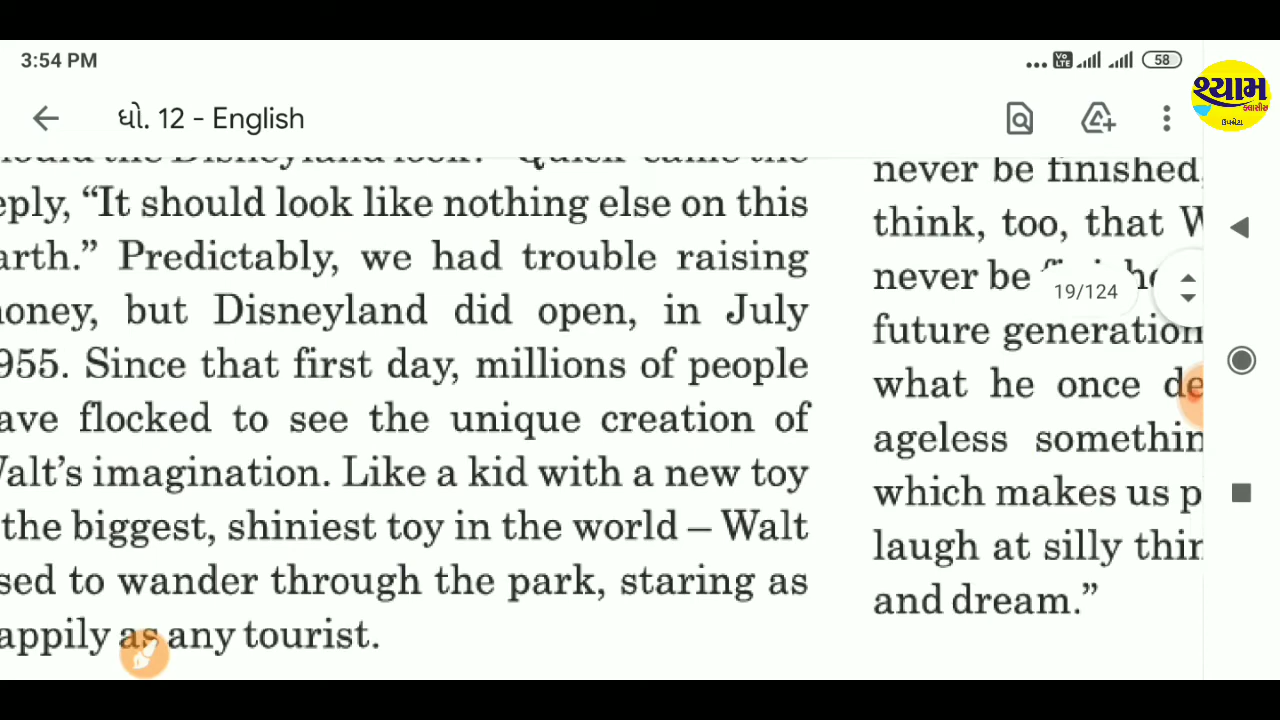 3:54 PM
58
શ્યામ
ક્લાસીસ
ઉપલેટા
ધો. 12 - English
eply, “It should look like nothing else on this
arth.” Predictably, we had trouble raising
oney, but Disneyland did open, in July
955. Since that first day, millions of people
ave flocked to see the unique creation of
Valt’s imagination. Like a kid with a new toy
the biggest, shiniest toy in the world – Walt
sed to wander through the park, staring as
appily as any tourist.
never be finished,
think, too, that W
never be
19/124
future generation
what he once de
ageless somethin
which makes us p
laugh at silly thin
and dream.”